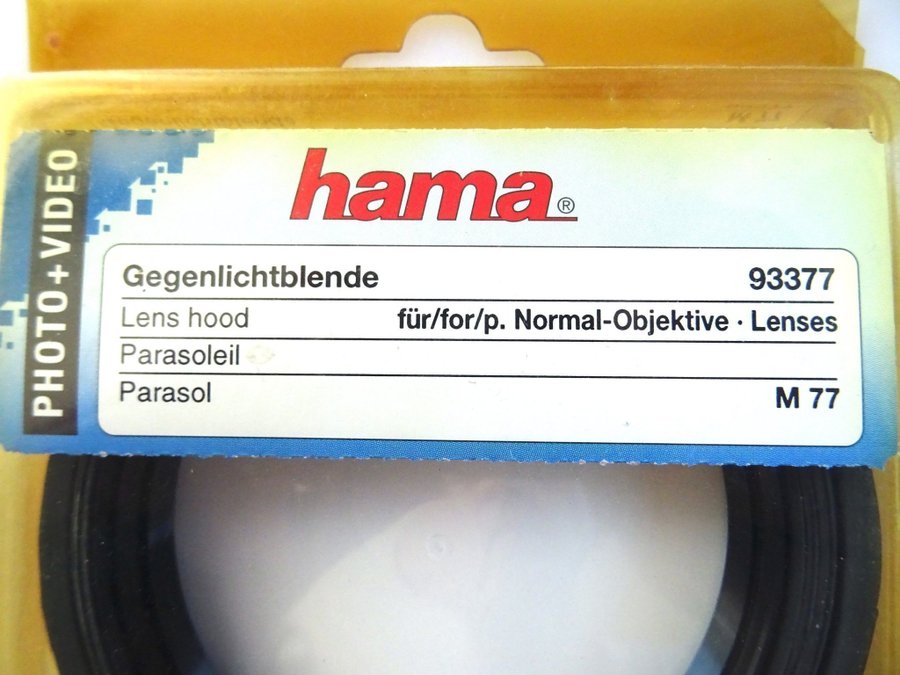 PHOTO+VIDEO
hama®
Gegenlichtblende 93377
Lens hood für/for/p. Normal-Objektive · Lenses
Parasoleil
Parasol M 77